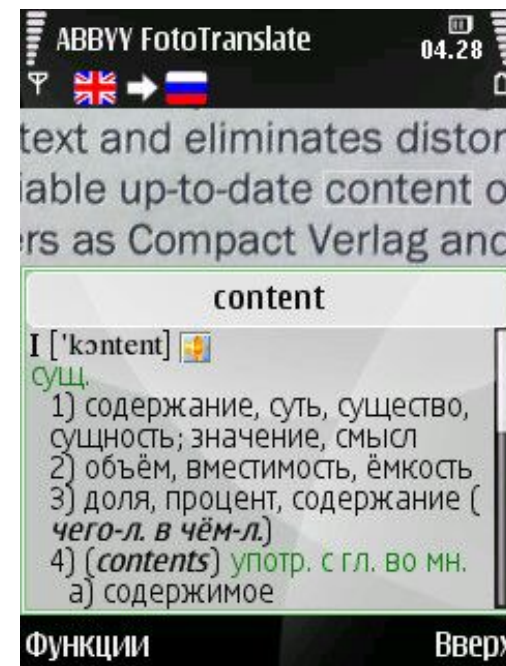 ABBYY FotoTranslate
04.28
text and eliminates distor
iable up-to-date content o
rs as Compact Verlag and
content
I ['kɔntent]
сущ.
1) содержание, суть, существо,
сущность; значение, смысл
2) объём, вместимость, ёмкость
3) доля, процент, содержание (
чего-л. в чём-л.)
4) (contents) употр. с гл. во мн.
а) содержимое
Функции Вверх